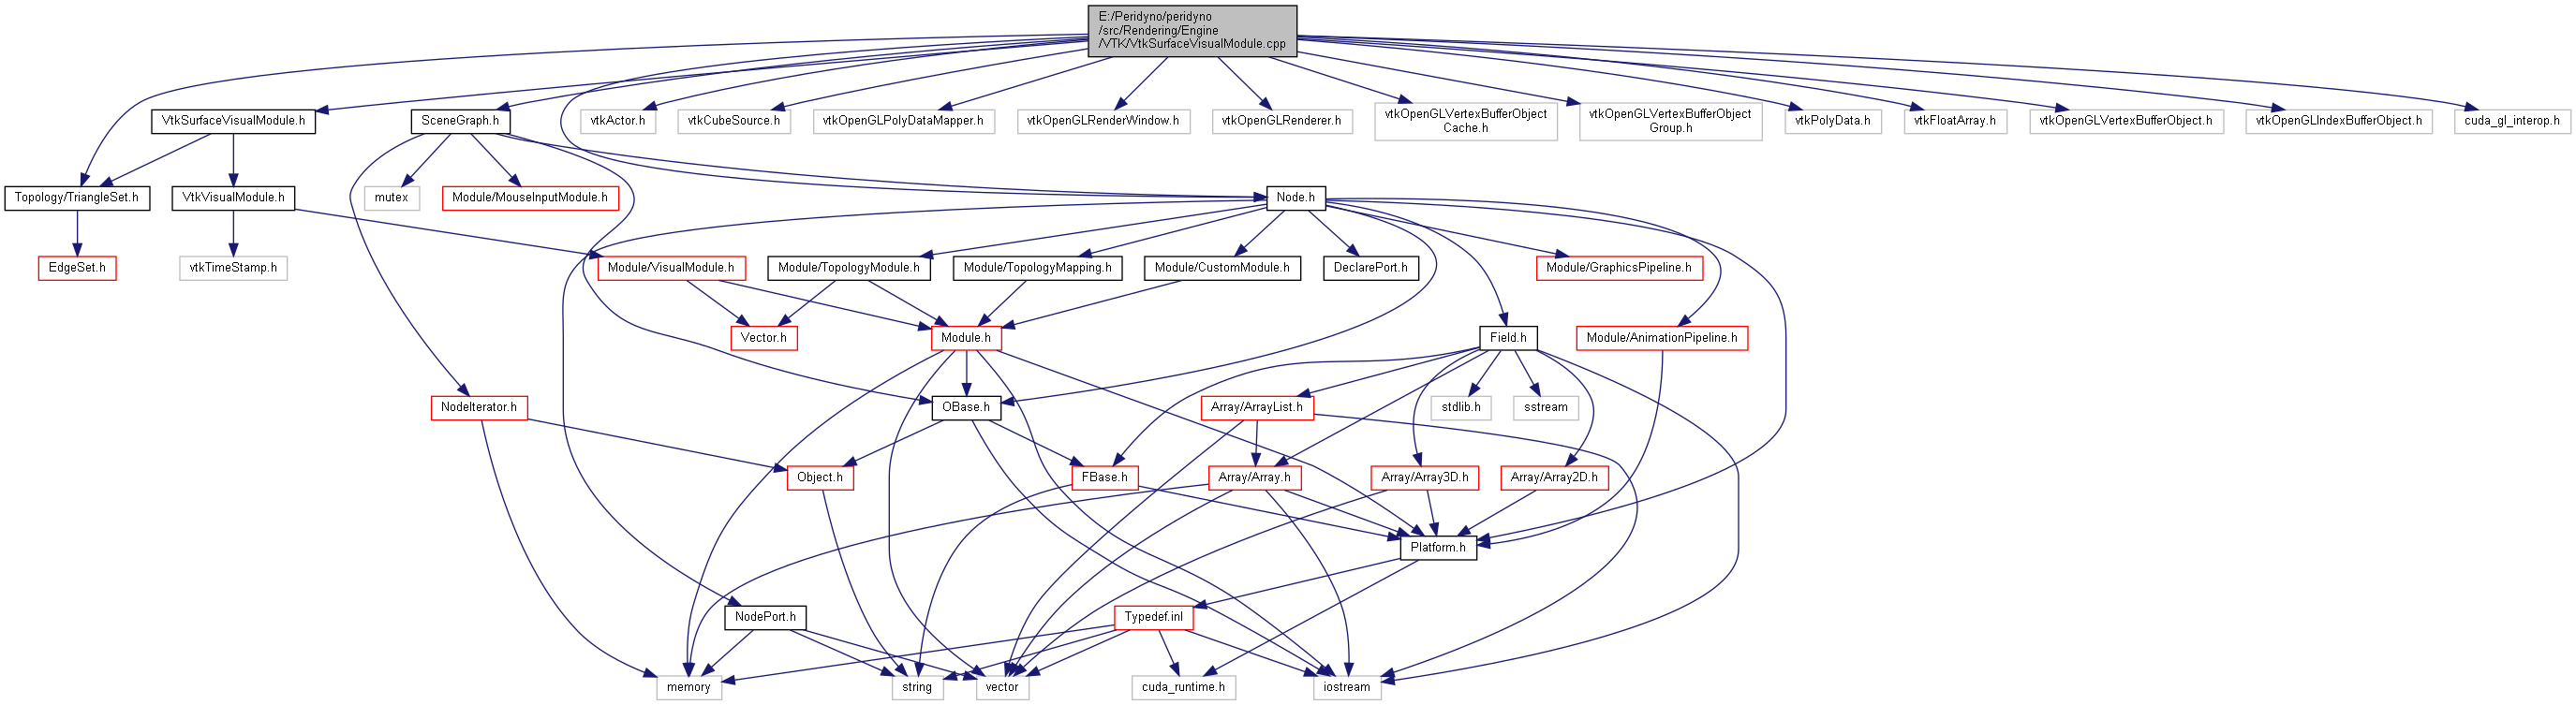 E:/Peridyno/peridyno
/src/Rendering/Engine
/VTK/VtkSurfaceVisualModule.cpp
VtkSurfaceVisualModule.h
SceneGraph.h
vtkActor.h
vtkCubeSource.h
vtkOpenGLPolyDataMapper.h
vtkOpenGLRenderWindow.h
vtkOpenGLRenderer.h
vtkOpenGLVertexBufferObject
Cache.h
vtkOpenGLVertexBufferObject
Group.h
vtkPolyData.h
vtkFloatArray.h
vtkOpenGLVertexBufferObject.h
vtkOpenGLIndexBufferObject.h
cuda_gl_interop.h
Topology/TriangleSet.h
VtkVisualModule.h
mutex
Module/MouseInputModule.h
Node.h
EdgeSet.h
vtkTimeStamp.h
Module/VisualModule.h
Module/TopologyModule.h
Module/TopologyMapping.h
Module/CustomModule.h
DeclarePort.h
Module/GraphicsPipeline.h
Vector.h
Module.h
Field.h
Module/AnimationPipeline.h
NodeIterator.h
OBase.h
Array/ArrayList.h
stdlib.h
sstream
Object.h
FBase.h
Array/Array.h
Array/Array3D.h
Array/Array2D.h
Platform.h
NodePort.h
Typedef.inl
memory
string
vector
cuda_runtime.h
iostream